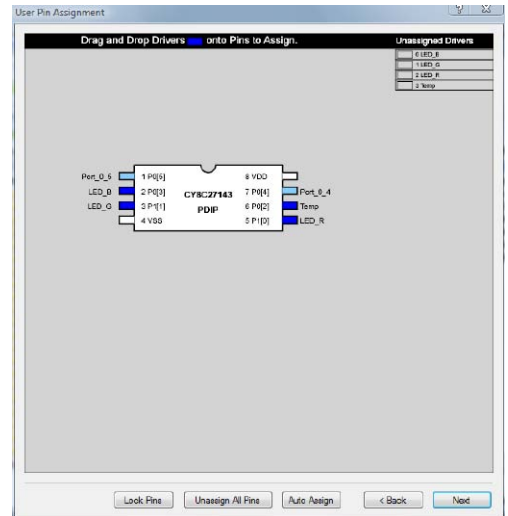 User Pin Assignment
Drag and Drop Drivers onto Pins to Assign.
Unassigned Drivers
6 LED_B
1 LED_G
2 LED_R
3 Temp
Port_0_5
1 P0[5]
8 VDD
LED_B
2 P0[3]
CY8C27143
7 P0[4]
Port_0_4
LED_G
3 P1[1]
PDIP
6 P0[2]
Temp
4 VSS
5 P1[0]
LED_R
Lock Pins
Unassign All Pins
Auto Assign
< Back
Next